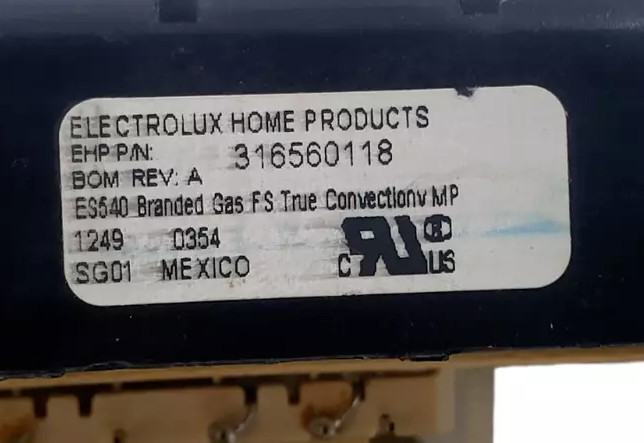 ELECTROLUX HOME PRODUCTS
EHP P/N: 316560118
BOM REV: A
ES540 Branded Gas FS True Convectionv MP
1249 0354
SG01 MEXICO
C RU ® US